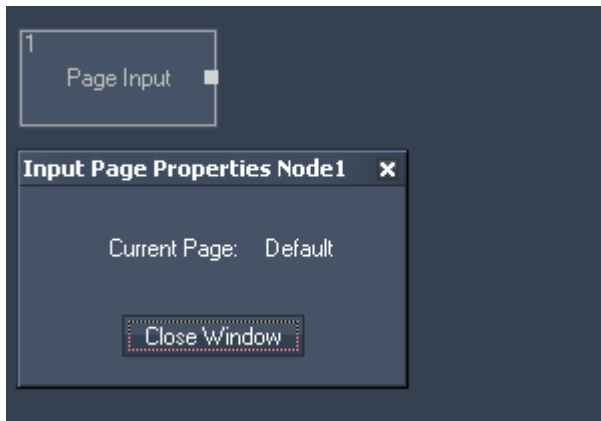 1
Page Input
Input Page Properties Node1
Current Page: Default
Close Window